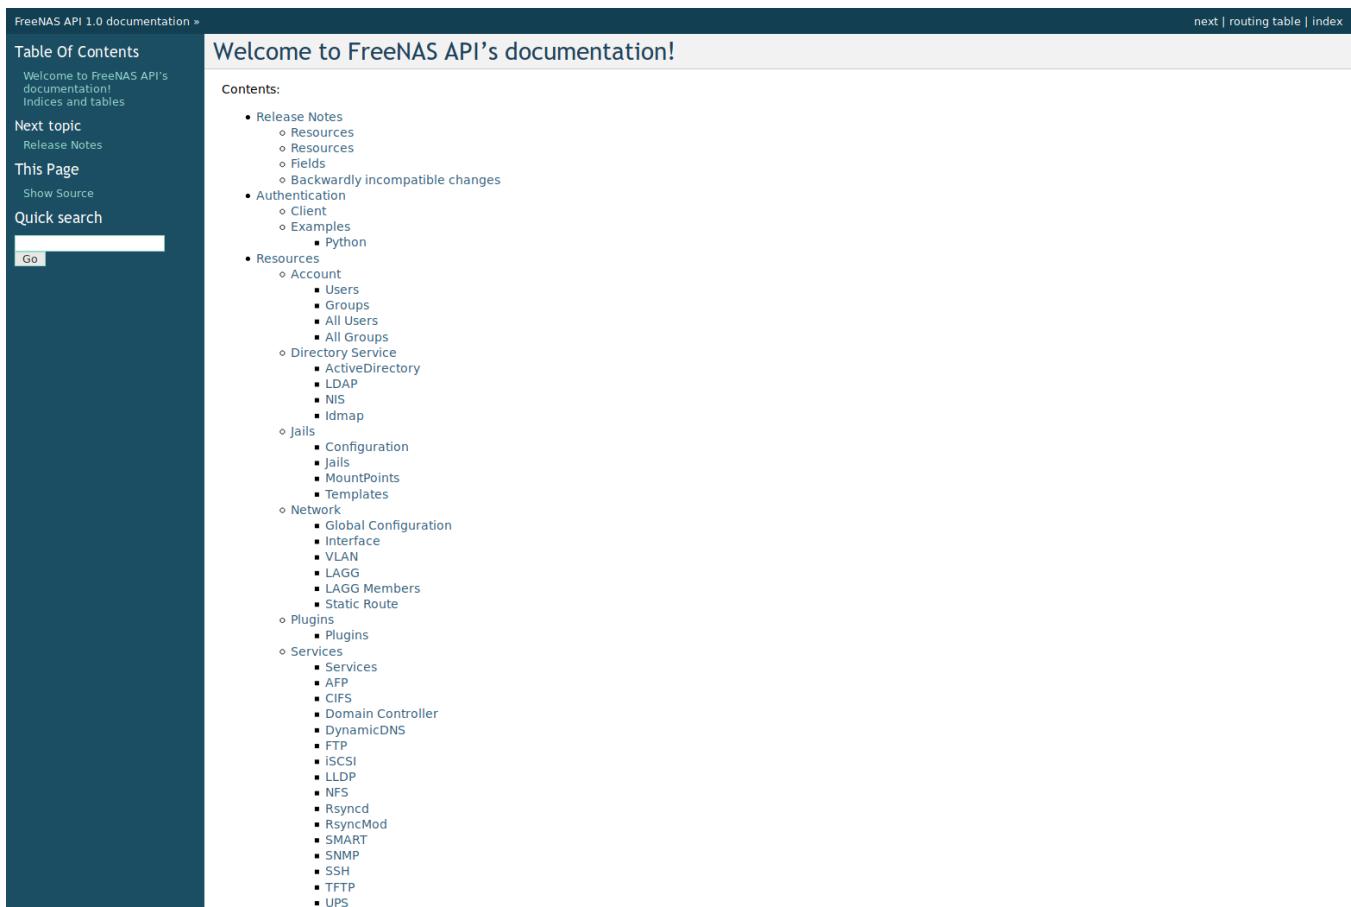 FreeNAS API 1.0 documentation »
next | routing table | index
Table Of Contents
Welcome to FreeNAS API's
documentation!
Indices and tables
Next topic
Release Notes
This Page
Show Source
Quick search
Go
Welcome to FreeNAS API’s documentation!
Contents:
Release Notes
Resources
Resources
Fields
Backwardly incompatible changes
Authentication
Client
Examples
Python
Resources
Account
Users
Groups
All Users
All Groups
Directory Service
ActiveDirectory
LDAP
NIS
Idmap
Jails
Configuration
Jails
MountPoints
Templates
Network
Global Configuration
Interface
VLAN
LAGG
LAGG Members
Static Route
Plugins
Plugins
Services
Services
AFP
CIFS
Domain Controller
DynamicDNS
FTP
iSCSI
LLDP
NFS
Rsyncd
RsyncMod
SMART
SNMP
SSH
TFTP
UPS